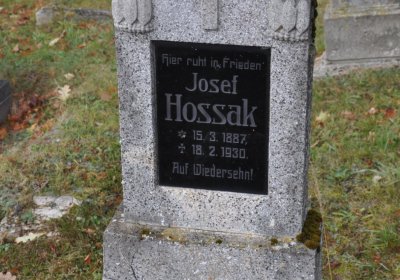 Hier ruht in Frieden
Josef
Hossak
* 15. 3. 1887.
✝ 18. 2. 1930.
Auf Wiedersehn!